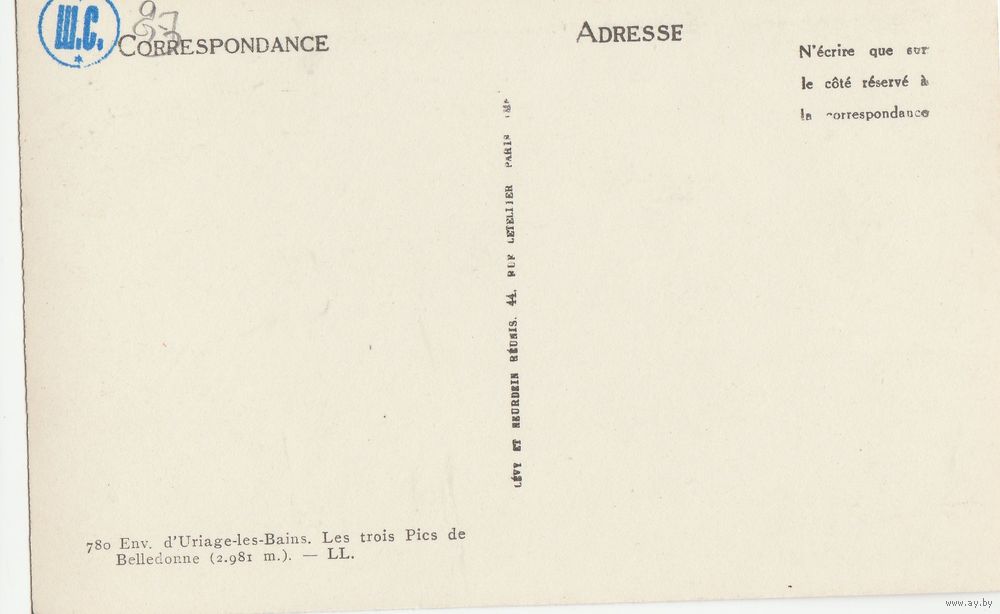 Ш.С.
CORRESPONDANCE
ADRESSE
N'écrire que sur
le côté réservé à
la correspondance
LÉVY ET NEURDEIN RÉUNIS. 44, RUE LETELLIER PARIS
780 Env. d'Uriage-les-Bains. Les trois Pics de
Belledonne (2.981 m.). — LL.
www.ay.by